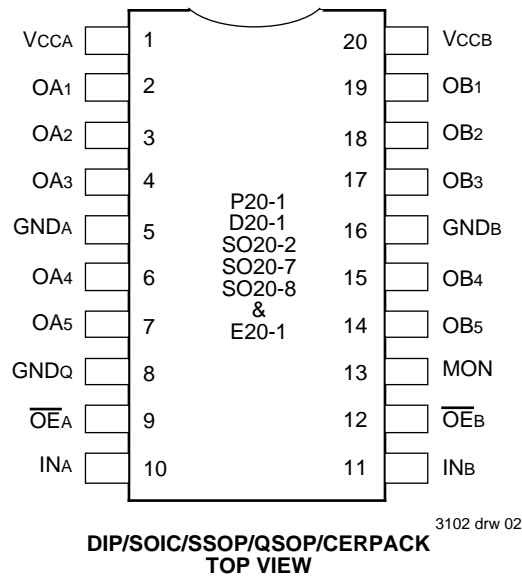 VCCA 1 20 VCCB
OA1 2 19 OB1
OA2 3 18 OB2
OA3 4 17 OB3
GNDA 5 16 GNDB
OA4 6 15 OB4
OA5 7 14 OB5
GNDQ 8 13 MON
O̅E̅A 9 12 O̅E̅B
INA 10 11 INB
P20-1
D20-1
SO20-2
SO20-7
SO20-8
&
E20-1
3102 drw 02
DIP/SOIC/SSOP/QSOP/CERPACK
TOP VIEW